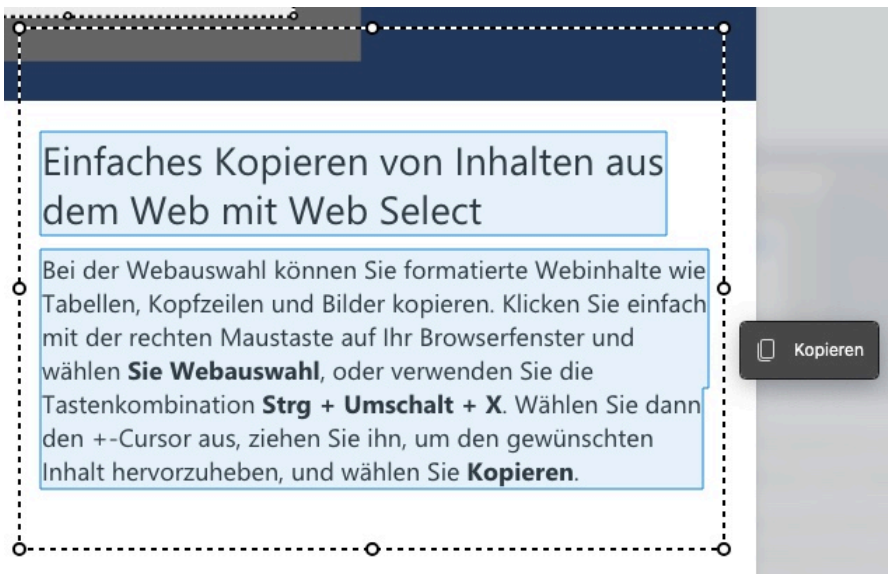 Einfaches Kopieren von Inhalten aus
dem Web mit Web Select
Bei der Webauswahl können Sie formatierte Webinhalte wie
Tabellen, Kopfzeilen und Bilder kopieren. Klicken Sie einfach
mit der rechten Maustaste auf Ihr Browserfenster und
wählen Sie Webauswahl, oder verwenden Sie die
Tastenkombination Strg + Umschalt + X. Wählen Sie dann
den +-Cursor aus, ziehen Sie ihn, um den gewünschten
Inhalt hervorzuheben, und wählen Sie Kopieren.
Kopieren